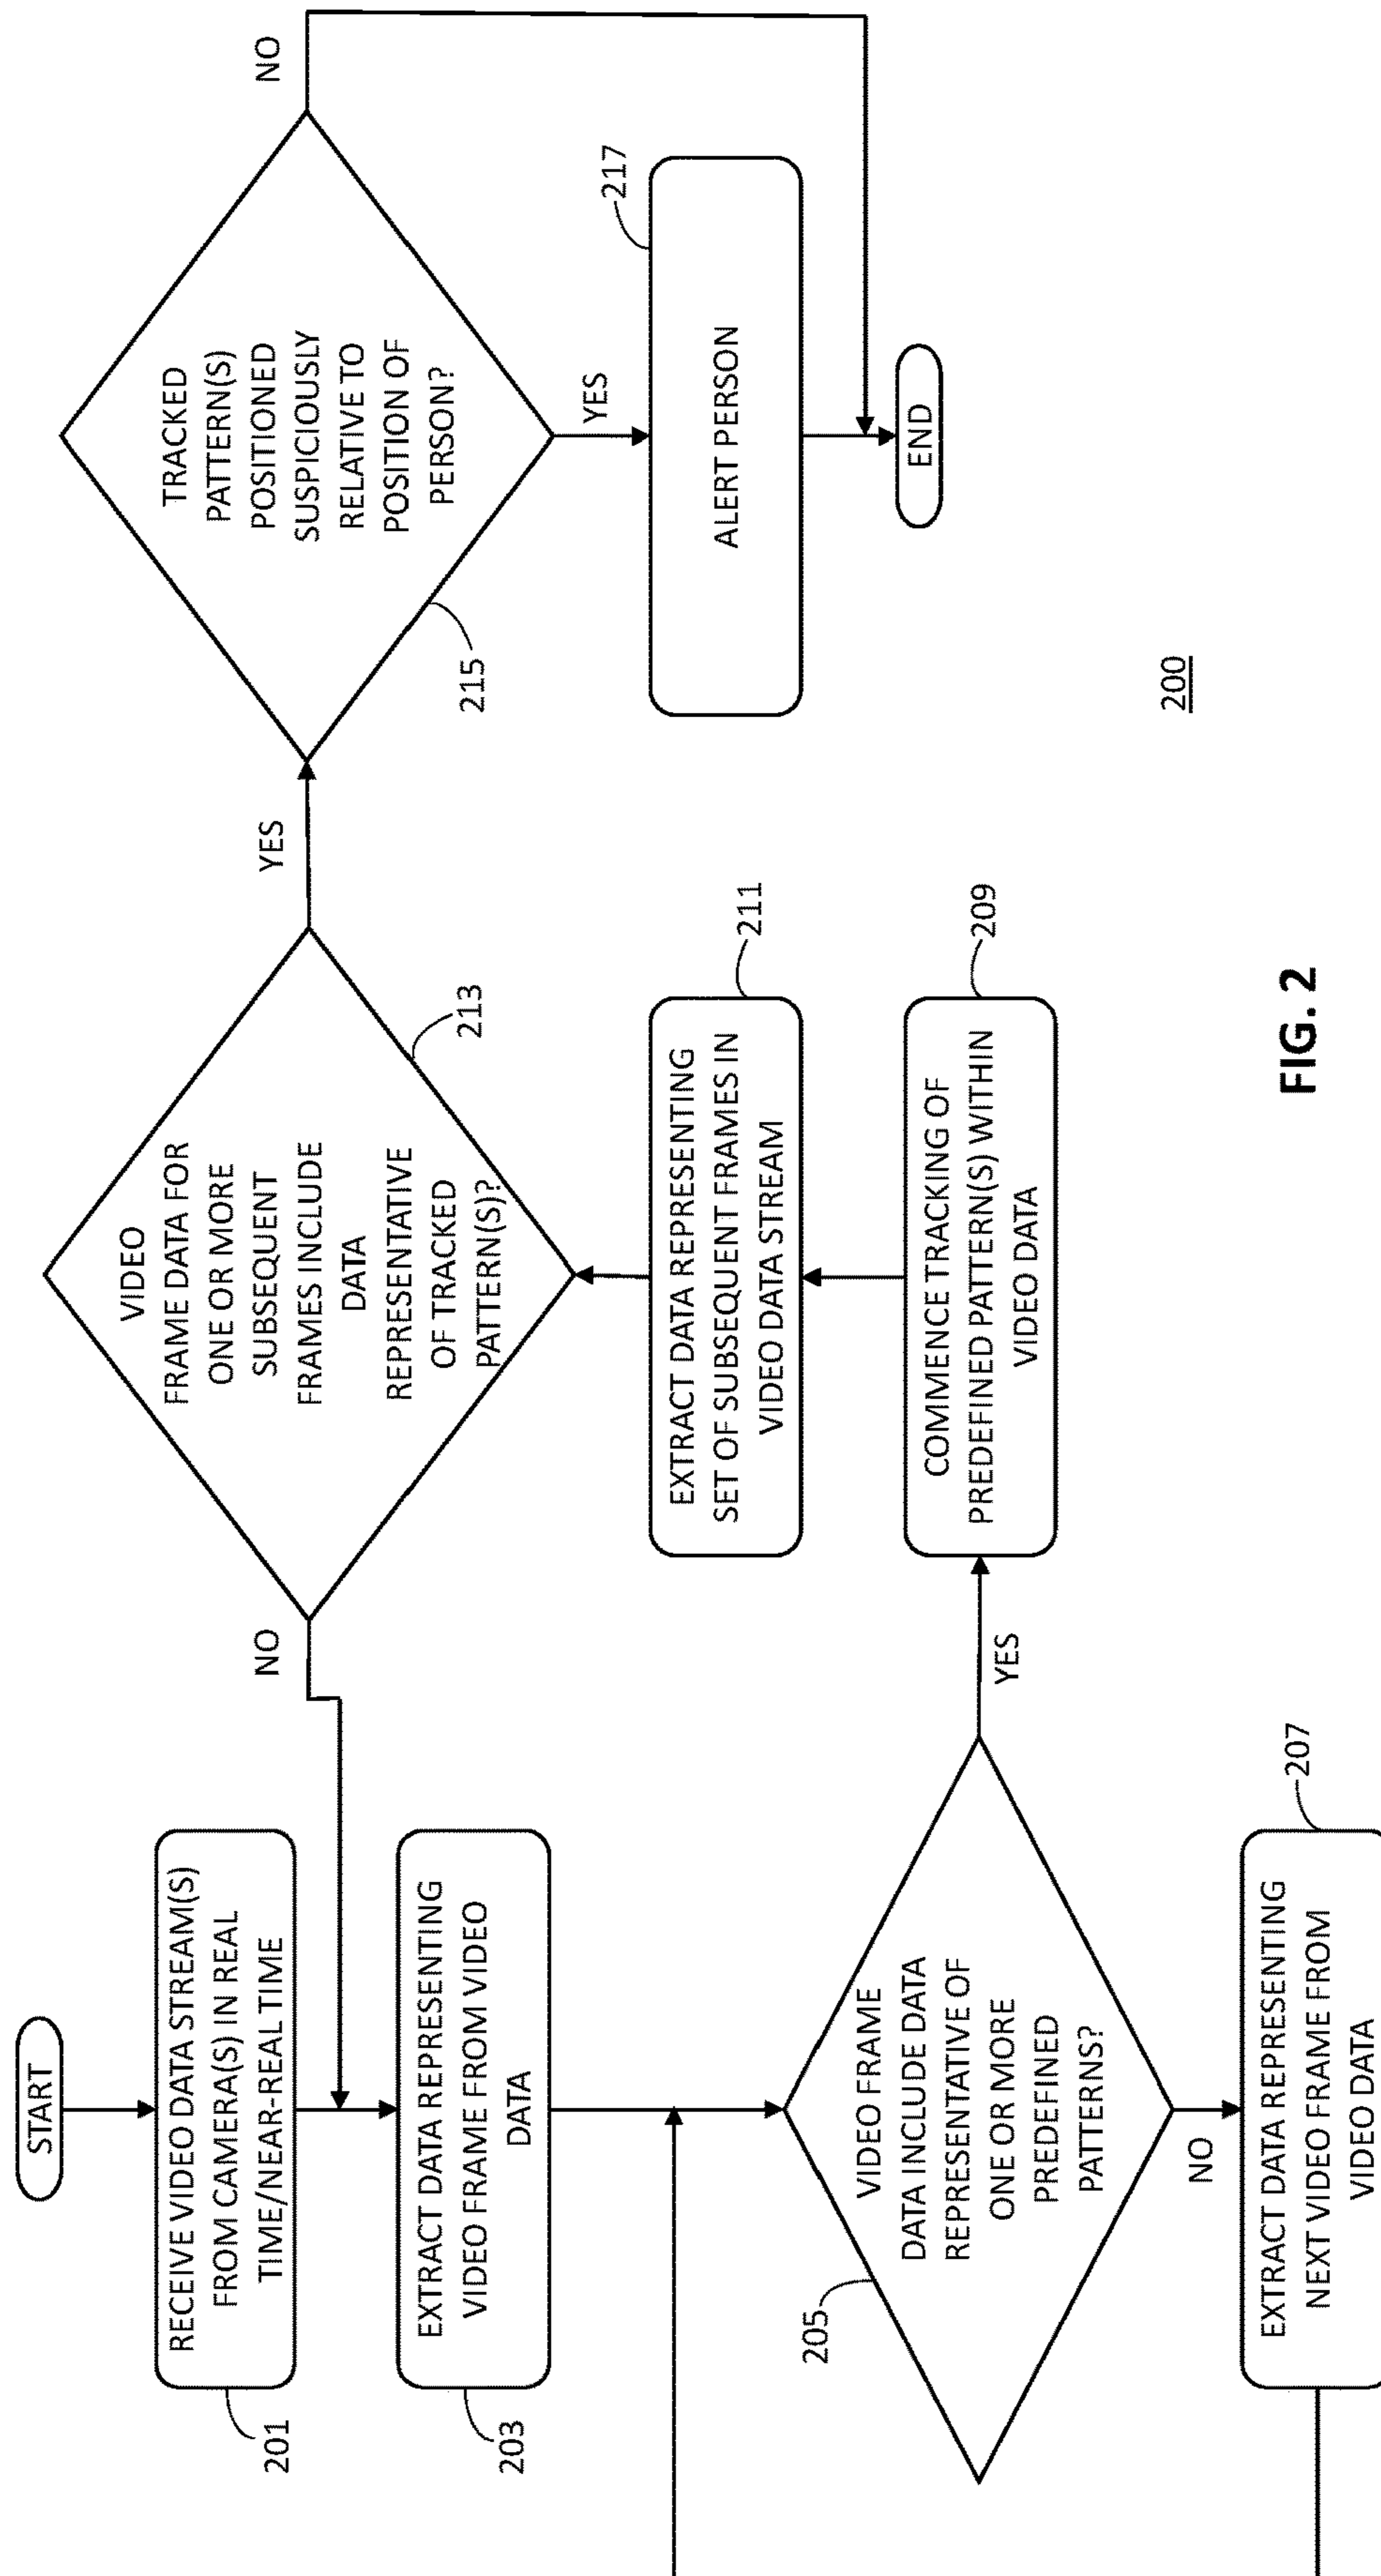 START
RECEIVE VIDEO DATA STREAM(S)
FROM CAMERA(S) IN REAL
TIME/NEAR-REAL TIME
201
EXTRACT DATA REPRESENTING
VIDEO FRAME FROM VIDEO
DATA
203
VIDEO FRAME
DATA INCLUDE DATA
REPRESENTATIVE OF
ONE OR MORE
PREDEFINED
PATTERNS?
205
NO
EXTRACT DATA REPRESENTING
NEXT VIDEO FRAME FROM
VIDEO DATA
207
YES
COMMENCE TRACKING OF
PREDEFINED PATTERN(S) WITHIN
VIDEO DATA
209
EXTRACT DATA REPRESENTING
SET OF SUBSEQUENT FRAMES IN
VIDEO DATA STREAM
211
VIDEO
FRAME DATA FOR
ONE OR MORE
SUBSEQUENT
FRAMES INCLUDE
DATA
REPRESENTATIVE
OF TRACKED
PATTERN(S)?
213
NO
YES
TRACKED
PATTERN(S)
POSITIONED
SUSPICIOUSLY
RELATIVE TO
POSITION OF
PERSON?
215
NO
YES
ALERT PERSON
217
END
200
FIG. 2